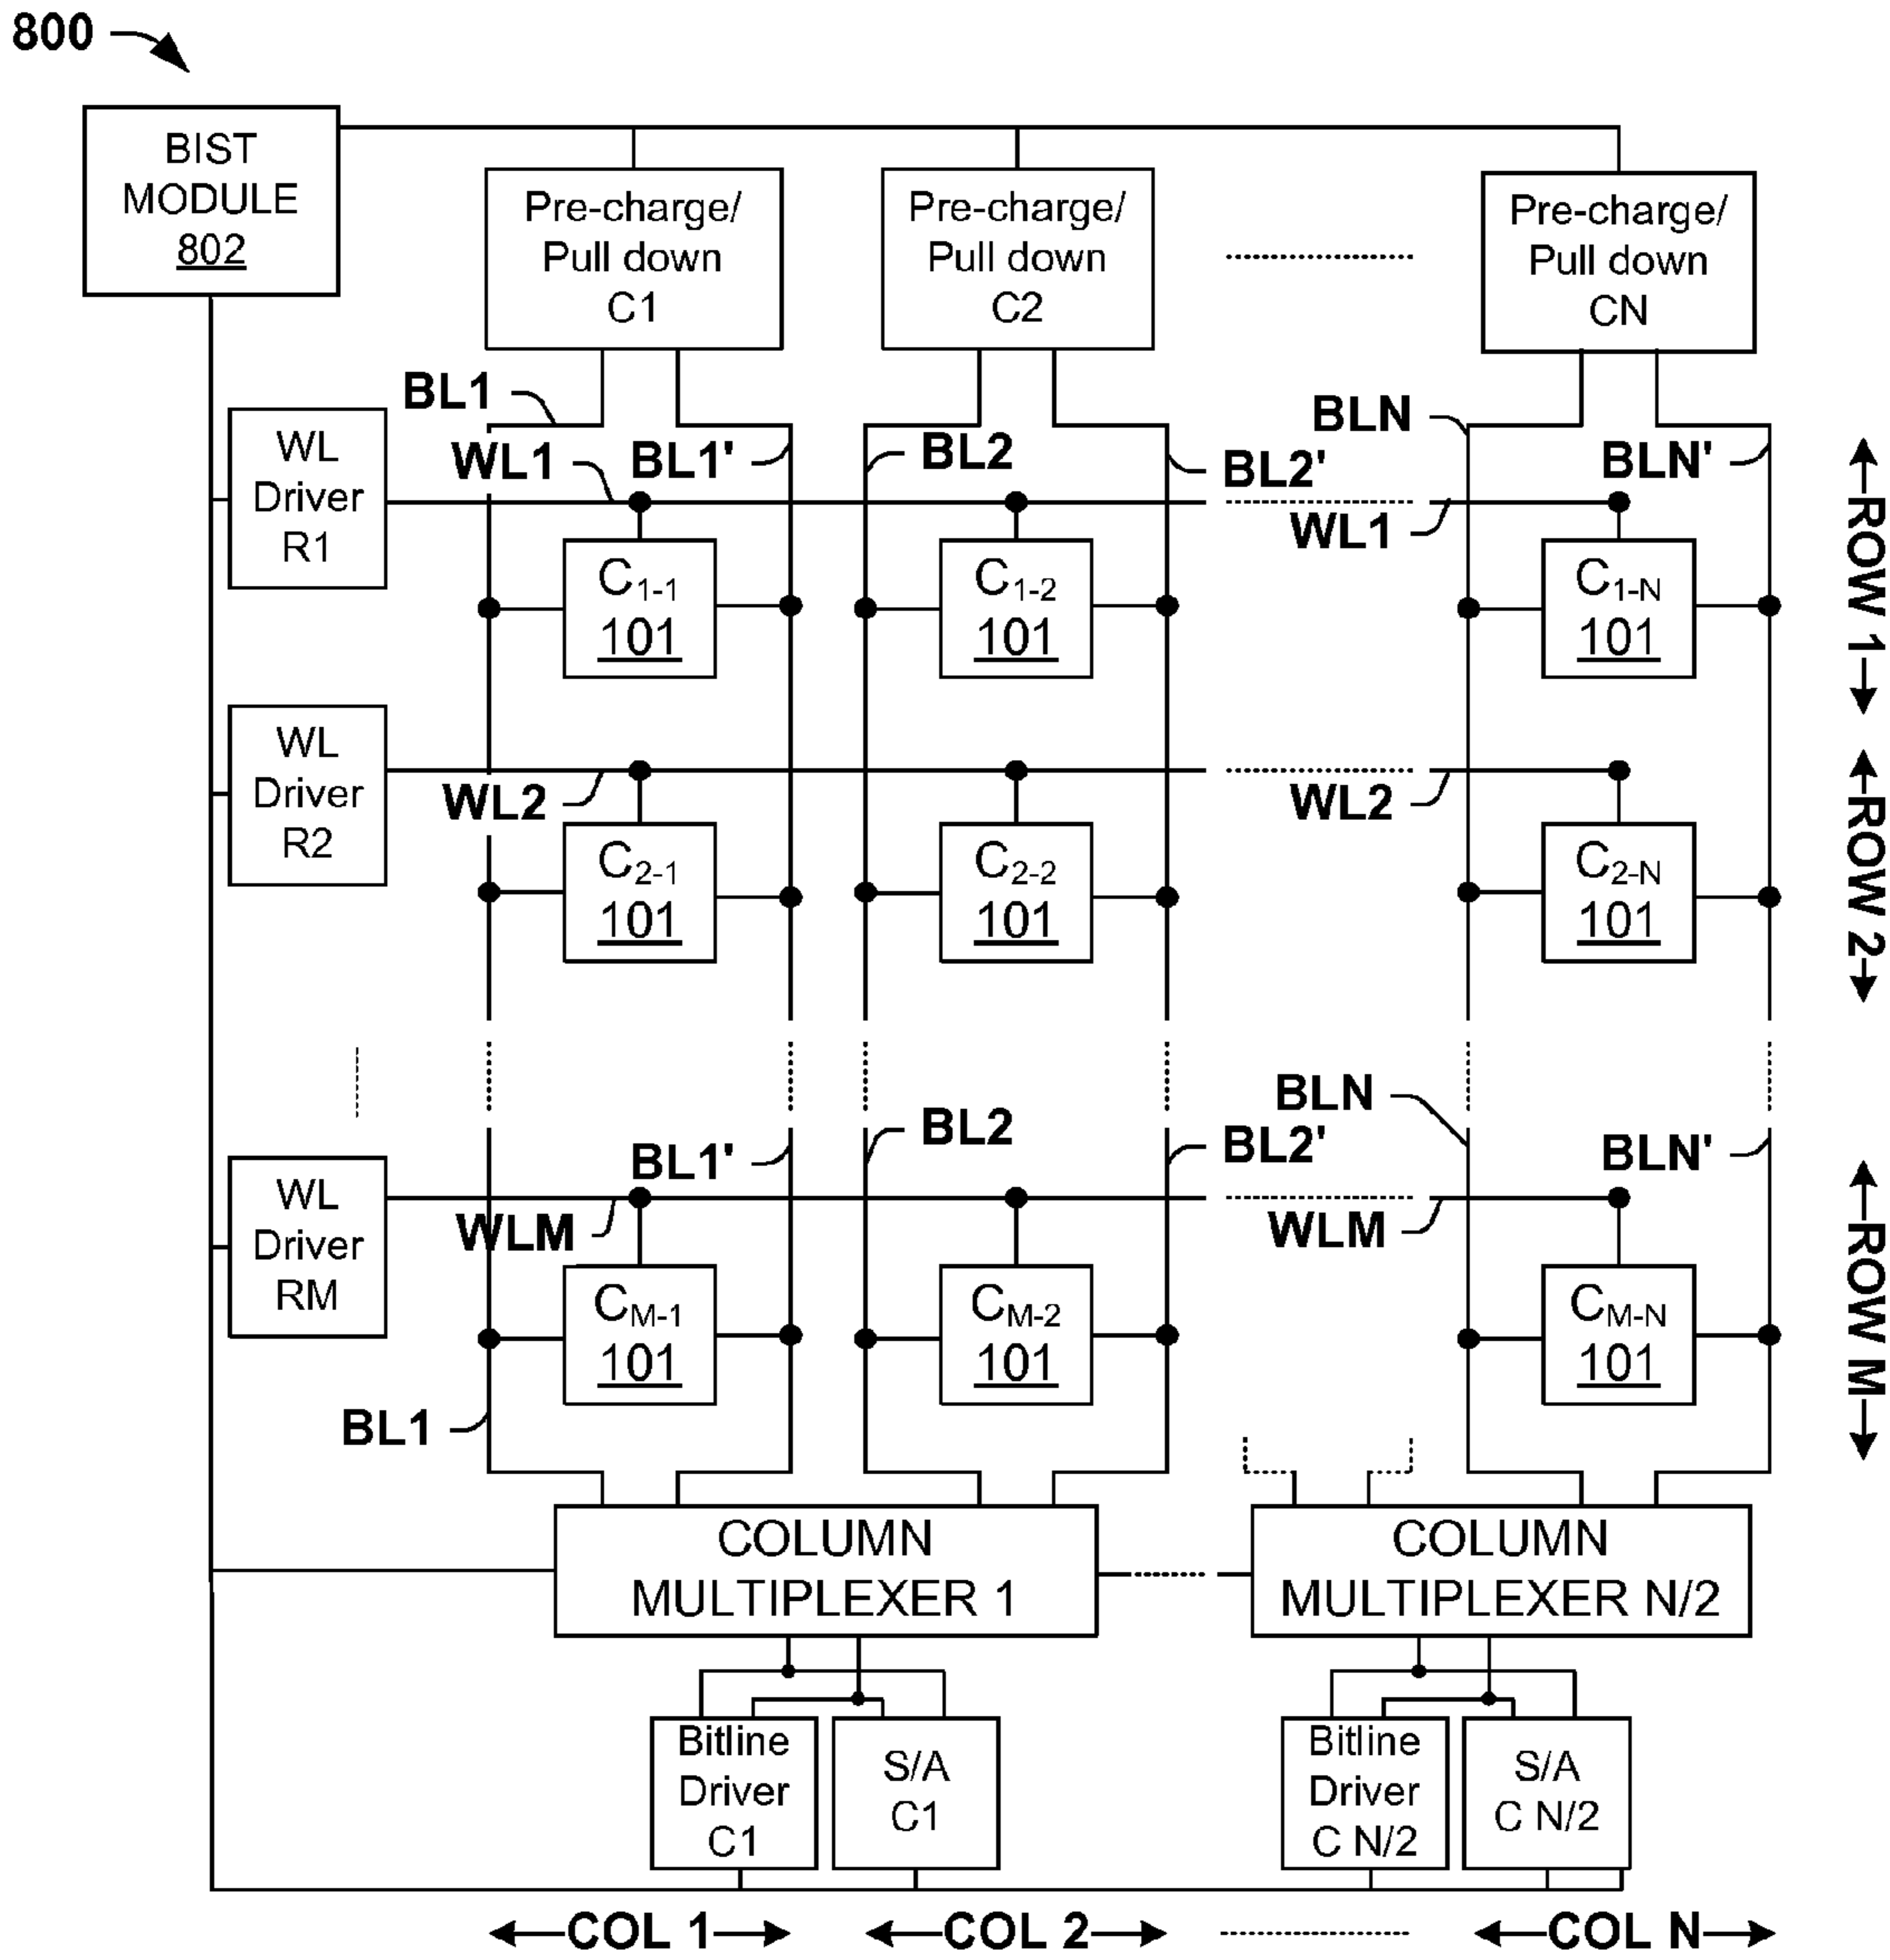 800
BIST
MODULE
802
Pre-charge/
Pull down
C1
Pre-charge/
Pull down
C2
Pre-charge/
Pull down
CN
BL1
WL1
BL1'
BL2
BL2'
BLN
BLN'
WL
Driver
R1
WL1
C1-1
101
C1-2
101
C1-N
101
ROW 1
WL
Driver
R2
WL2
WL2
C2-1
101
C2-2
101
C2-N
101
ROW 2
BL1'
BL2
BL2'
BLN
BLN'
WL
Driver
RM
WLM
WLM
CM-1
101
CM-2
101
CM-N
101
ROW M
BL1
COLUMN
MULTIPLEXER 1
COLUMN
MULTIPLEXER N/2
Bitline
Driver
C1
S/A
C1
Bitline
Driver
C N/2
S/A
C N/2
COL 1
COL 2
COL N